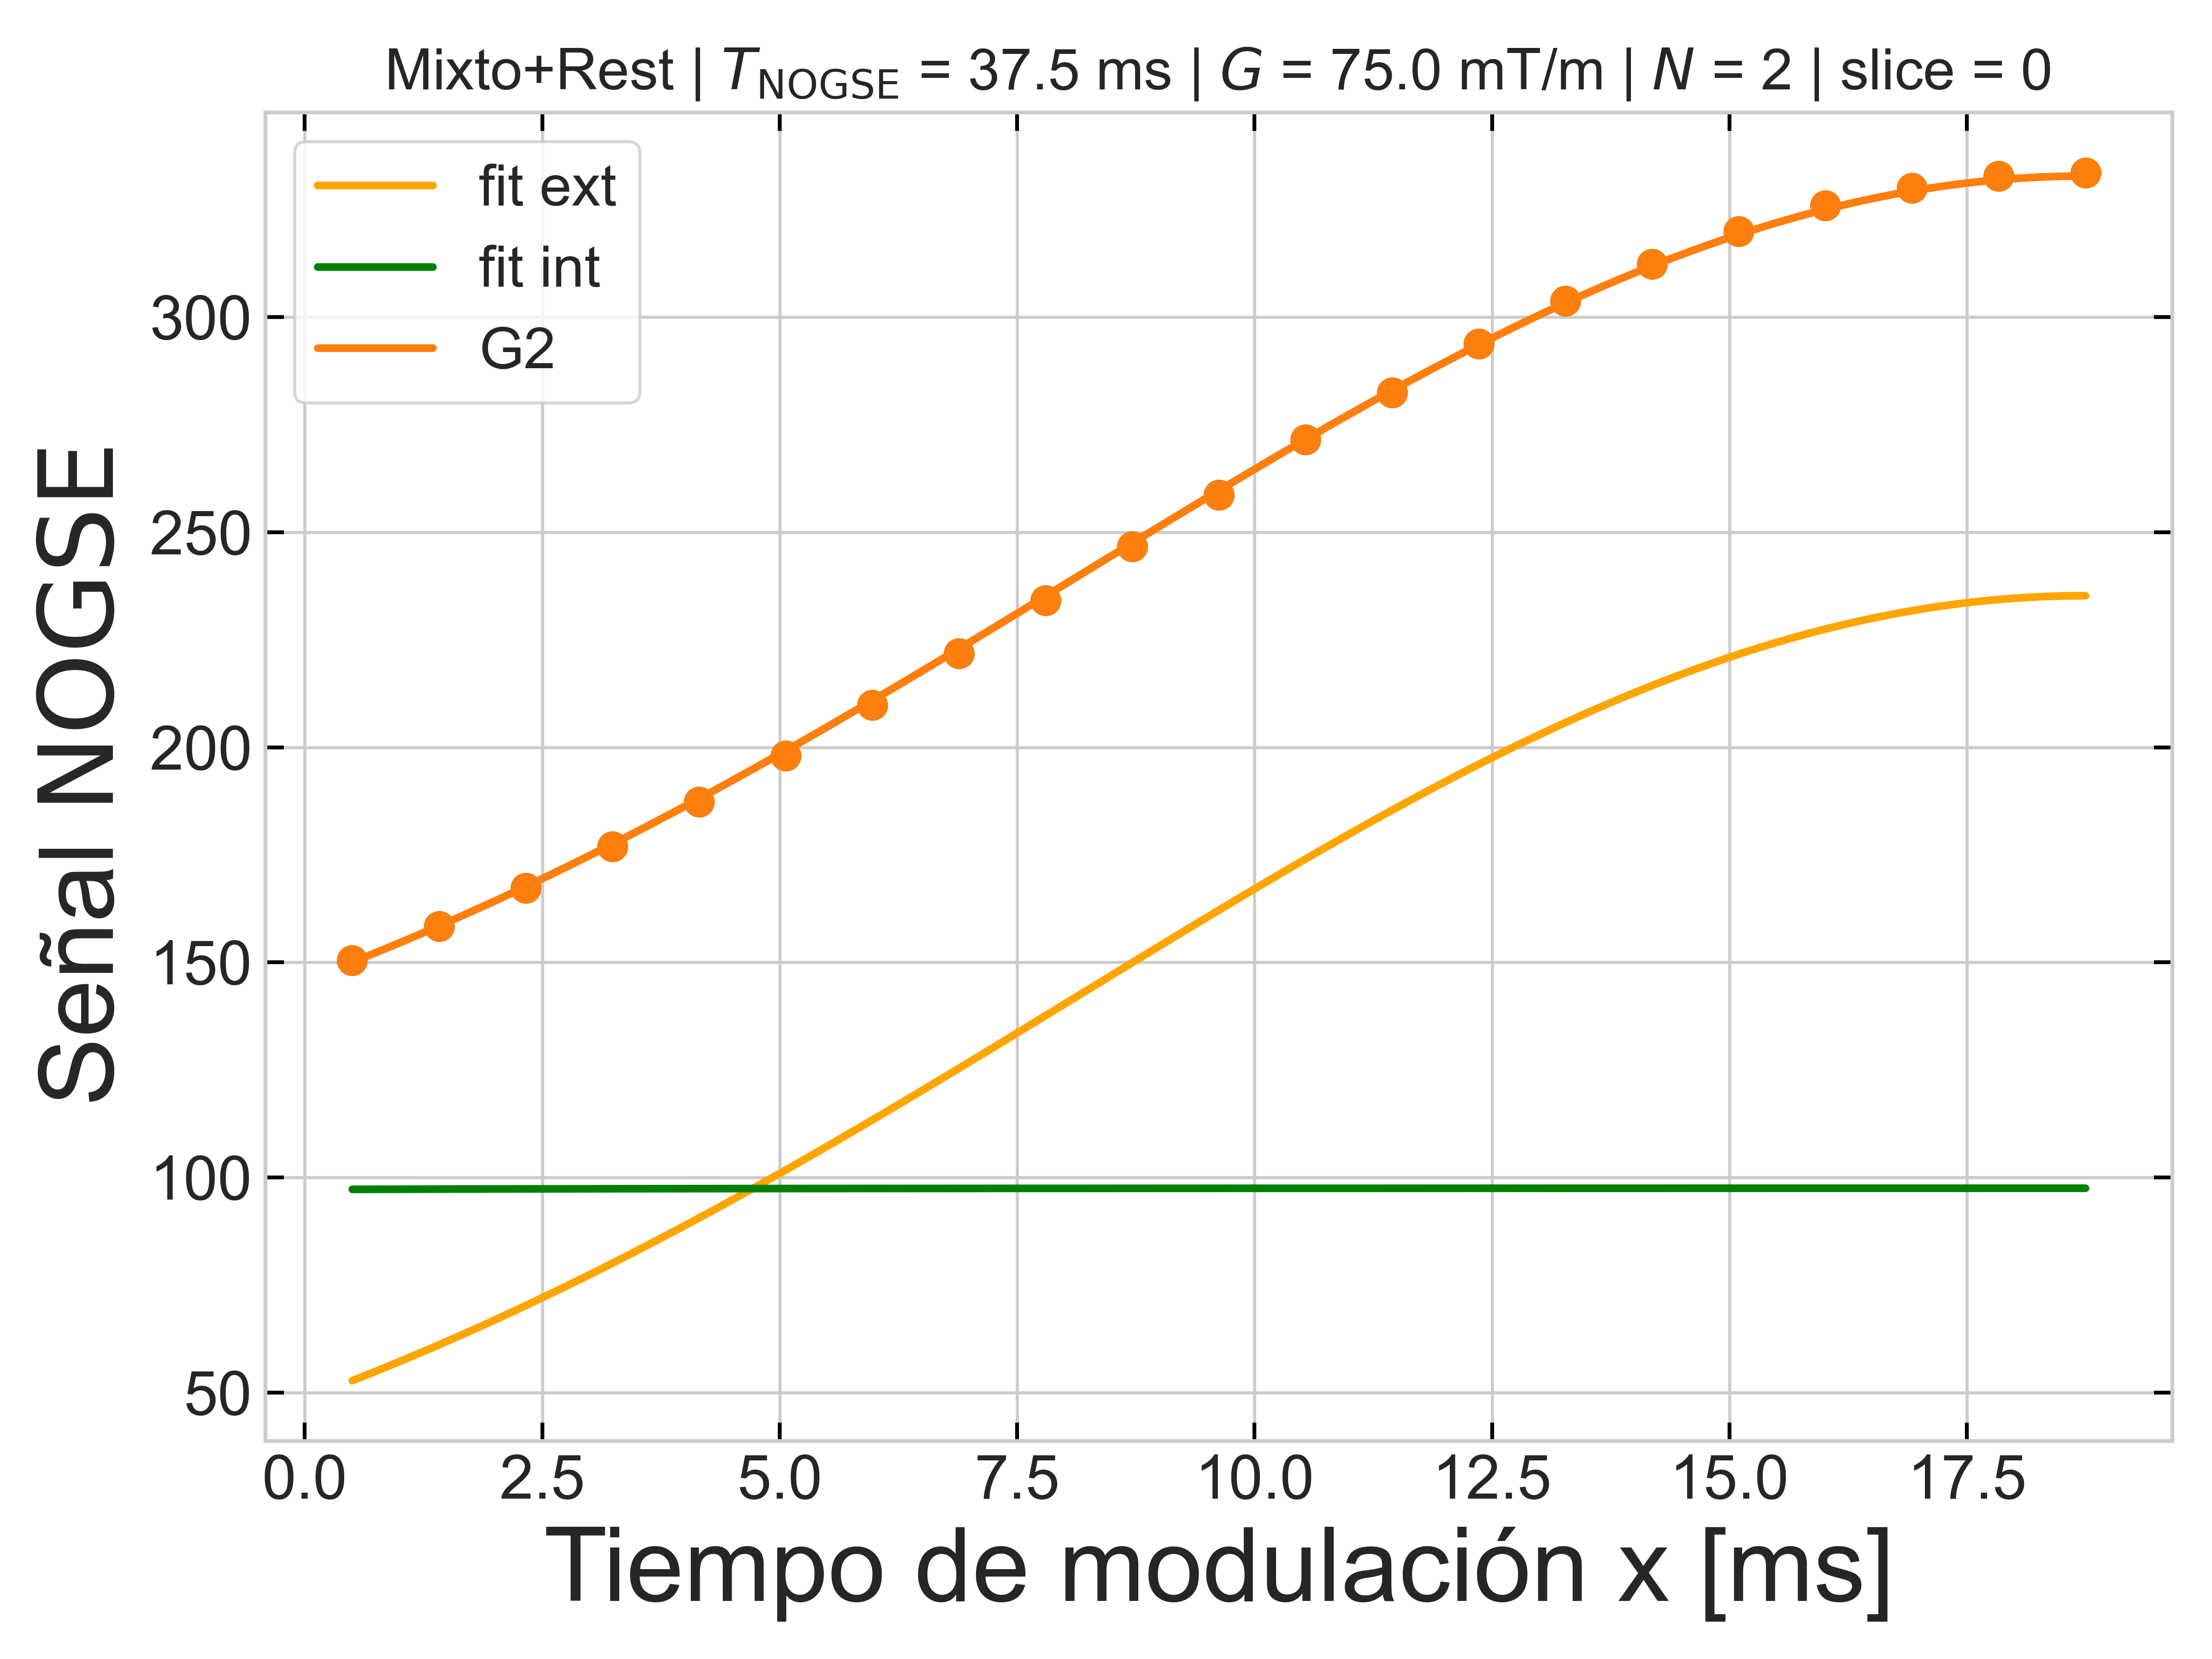 Mixto+Rest | T_NOGSE = 37.5 ms | G = 75.0 mT/m | N = 2 | slice = 0
fit ext
fit int
G2
Señal NOGSE
300
250
200
150
100
50
0.0 2.5 5.0 7.5 10.0 12.5 15.0 17.5
Tiempo de modulación x [ms]